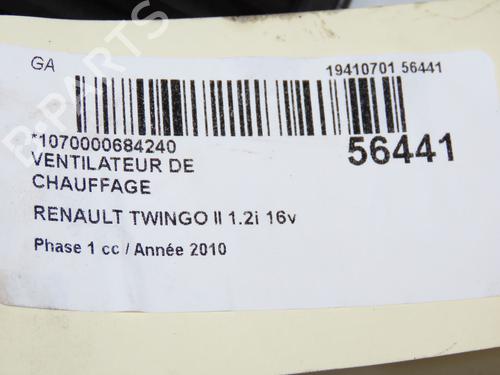 GA
19410701 56441
*1070000684240
56441
VENTILATEUR DE
CHAUFFAGE
RENAULT TWINGO II 1.2i 16v
Phase 1 cc / Année 2010
B-PARTS